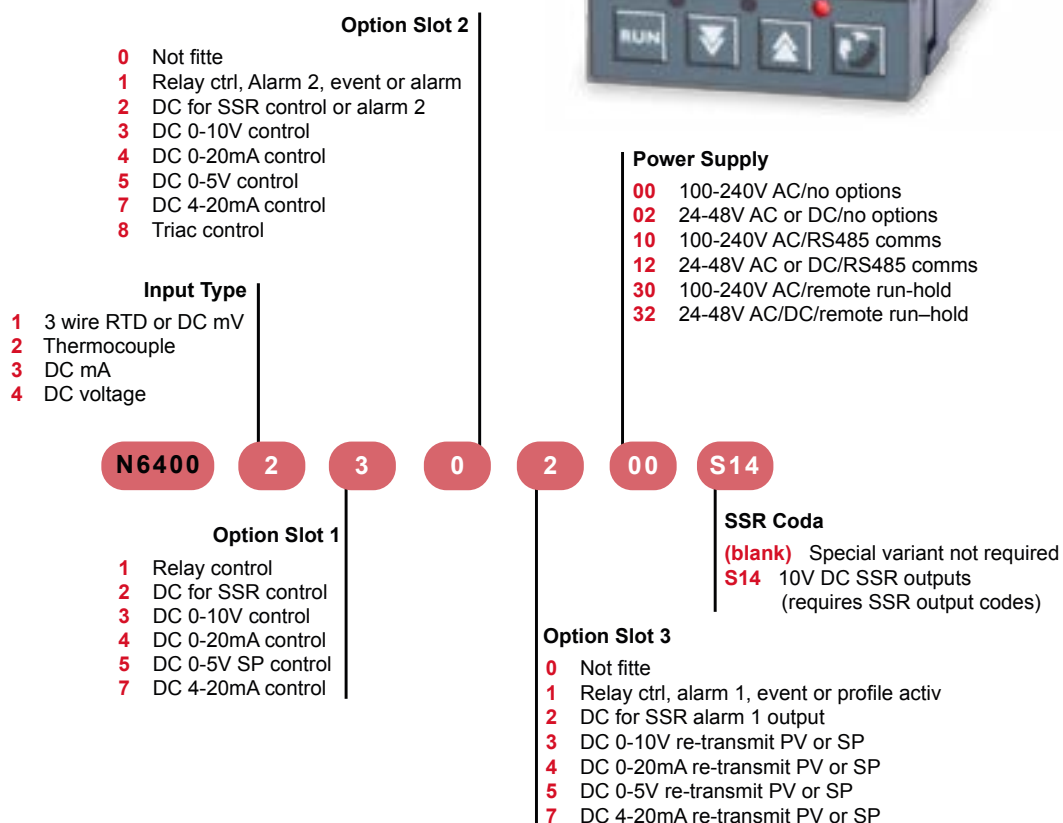 Option Slot 2
0 Not fitte
1 Relay ctrl, Alarm 2, event or alarm
2 DC for SSR control or alarm 2
3 DC 0-10V control
4 DC 0-20mA control
5 DC 0-5V control
7 DC 4-20mA control
8 Triac control
RUN
Power Supply
00 100-240V AC/no options
02 24-48V AC or DC/no options
10 100-240V AC/RS485 comms
12 24-48V AC or DC/RS485 comms
30 100-240V AC/remote run-hold
32 24-48V AC/DC/remote run–hold
Input Type
1 3 wire RTD or DC mV
2 Thermocouple
3 DC mA
4 DC voltage
N6400 2 3 0 2 00 S14
Option Slot 1
1 Relay control
2 DC for SSR control
3 DC 0-10V control
4 DC 0-20mA control
5 DC 0-5V SP control
7 DC 4-20mA control
SSR Coda
(blank) Special variant not required
S14 10V DC SSR outputs
(requires SSR output codes)
Option Slot 3
0 Not fitte
1 Relay ctrl, alarm 1, event or profile activ
2 DC for SSR alarm 1 output
3 DC 0-10V re-transmit PV or SP
4 DC 0-20mA re-transmit PV or SP
5 DC 0-5V re-transmit PV or SP
7 DC 4-20mA re-transmit PV or SP